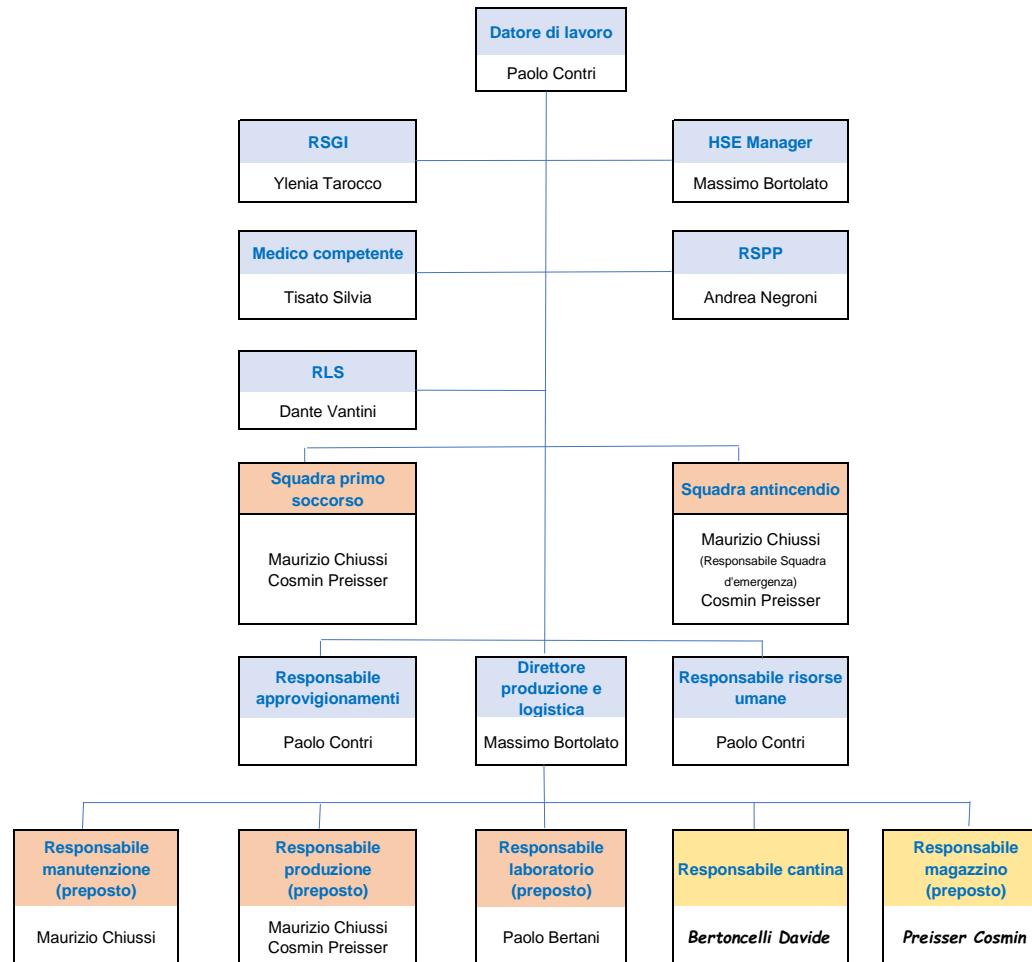 Datore di lavoro
Paolo Contri
RSGI
Ylenia Tarocco
HSE Manager
Massimo Bortolato
Medico competente
Tisato Silvia
RSPP
Andrea Negroni
RLS
Dante Vantini
Squadra primo
soccorso
Maurizio Chiussi
Cosmin Preisser
Squadra antincendio
Maurizio Chiussi
(Responsabile Squadra
d'emergenza)
Cosmin Preisser
Responsabile
approvigionamenti
Paolo Contri
Direttore
produzione e
logistica
Massimo Bortolato
Responsabile risorse
umane
Paolo Contri
Responsabile
manutenzione
(preposto)
Maurizio Chiussi
Responsabile
produzione
(preposto)
Maurizio Chiussi
Cosmin Preisser
Responsabile
laboratorio
(preposto)
Paolo Bertani
Responsabile cantina
Bertoncelli Davide
Responsabile
magazzino
(preposto)
Preisser Cosmin